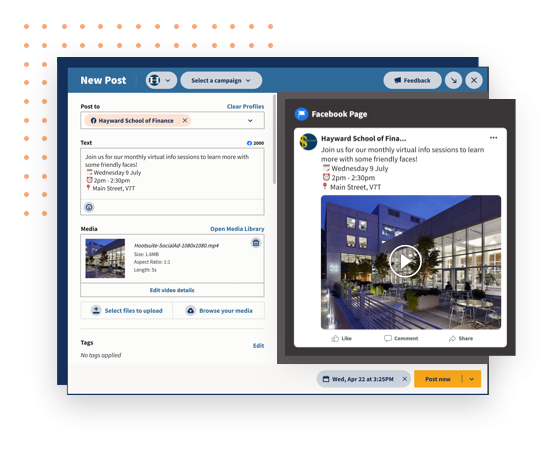 New Post
Select a campaign
Feedback
Post to
Clear Profiles
Hayward School of Finance
Text
2000
Join us for our monthly virtual info sessions to learn more with
some friendly faces!
🗓 Wednesday 9 July
⏰ 2pm - 2:30pm
📍 Main Street, V7T
Media
Open Media Library
Hootsuite-SocialAd-1080x1080.mp4
Size: 1.6MB
Aspect Ratio: 1:1
Length: 5s
Edit video details
Select files to upload
Browse your media
Tags
Edit
No tags applied
Facebook Page
Hayward School of Fina...
Join us for our monthly virtual info sessions to learn
more with some friendly faces!
🗓 Wednesday 9 July
⏰ 2pm - 2:30pm
📍 Main Street, V7T
Like
Comment
Share
Wed, Apr 22 at 3:25PM
Post now